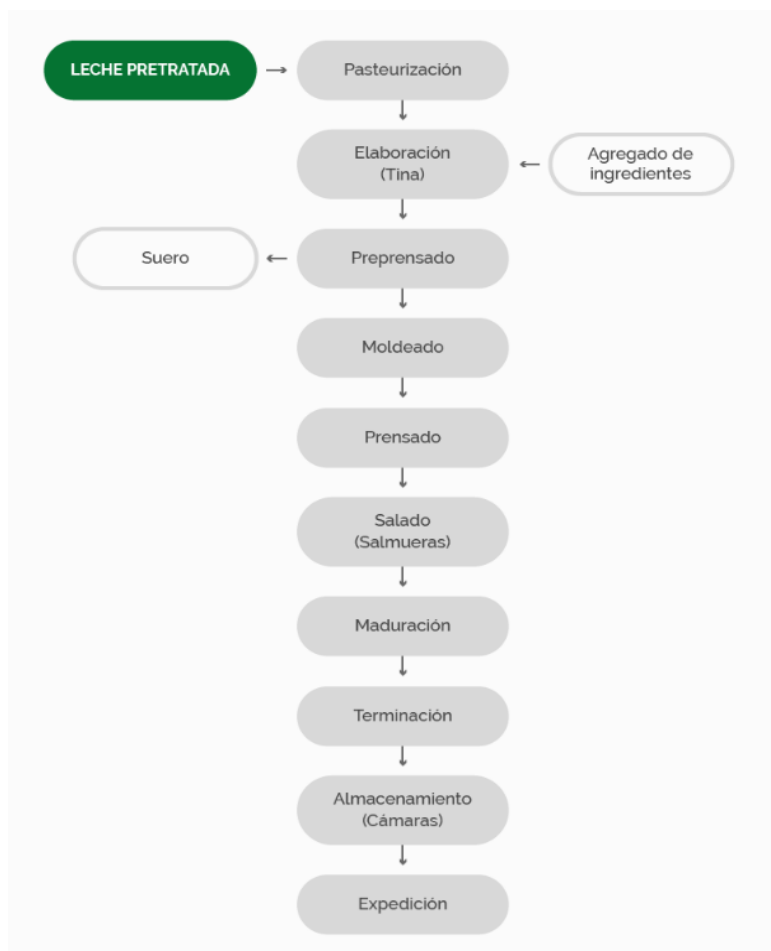 LECHE PRETRATADA
Pasteurización
Elaboración
(Tina)
Agregado de
ingredientes
Suero
Preprensado
Moldeado
Prensado
Salado
(Salmueras)
Maduración
Terminación
Almacenamiento
(Cámaras)
Expedición